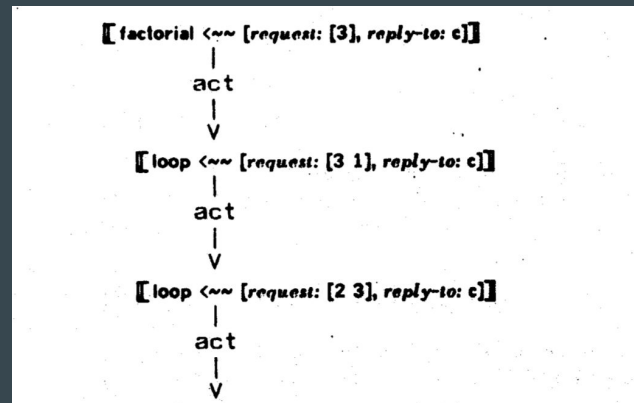 ⟦factorial <~~ [request: [3], reply-to: c]⟧
|
act
|
V
⟦loop <~~ [request: [3 1], reply-to: c]⟧
|
act
|
V
⟦loop <~~ [request: [2 3], reply-to: c]⟧
|
act
|
V